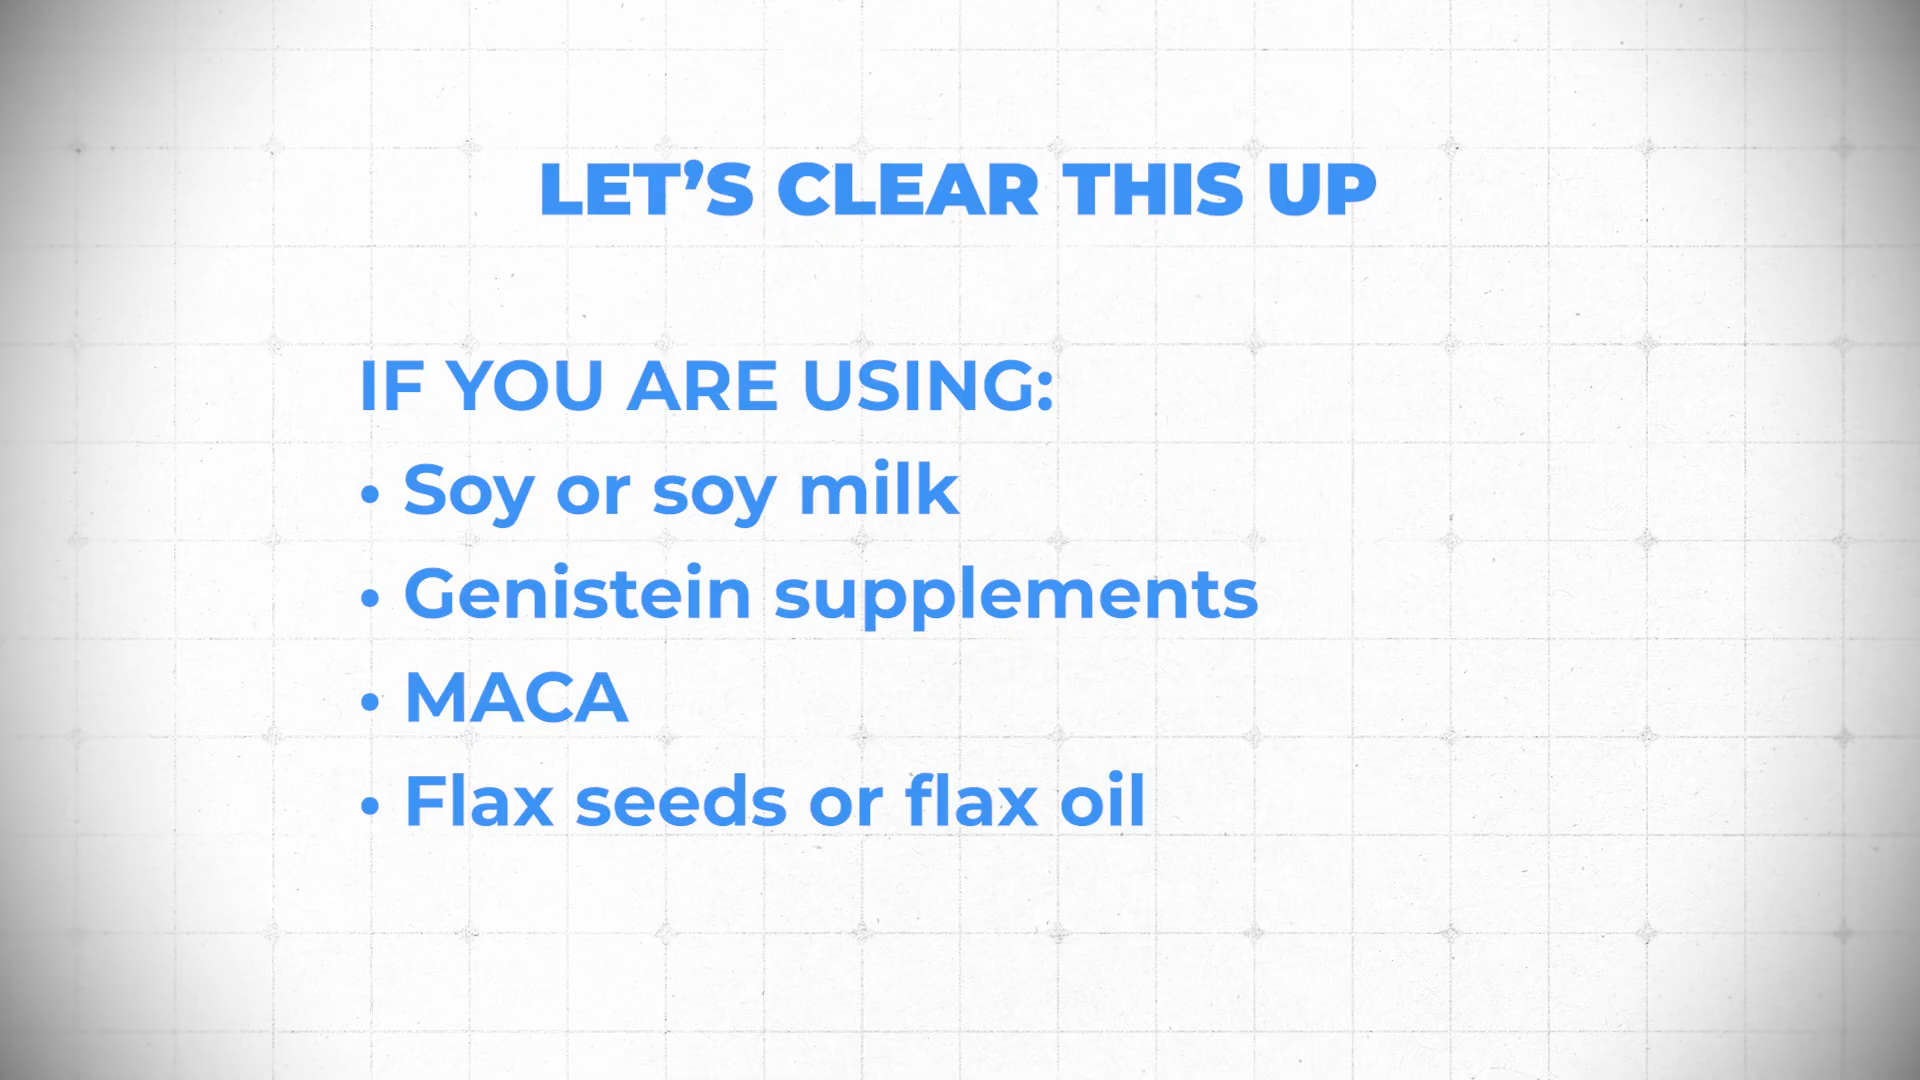 LET’S CLEAR THIS UP
IF YOU ARE USING:
• Soy or soy milk
• Genistein supplements
• MACA
• Flax seeds or flax oil